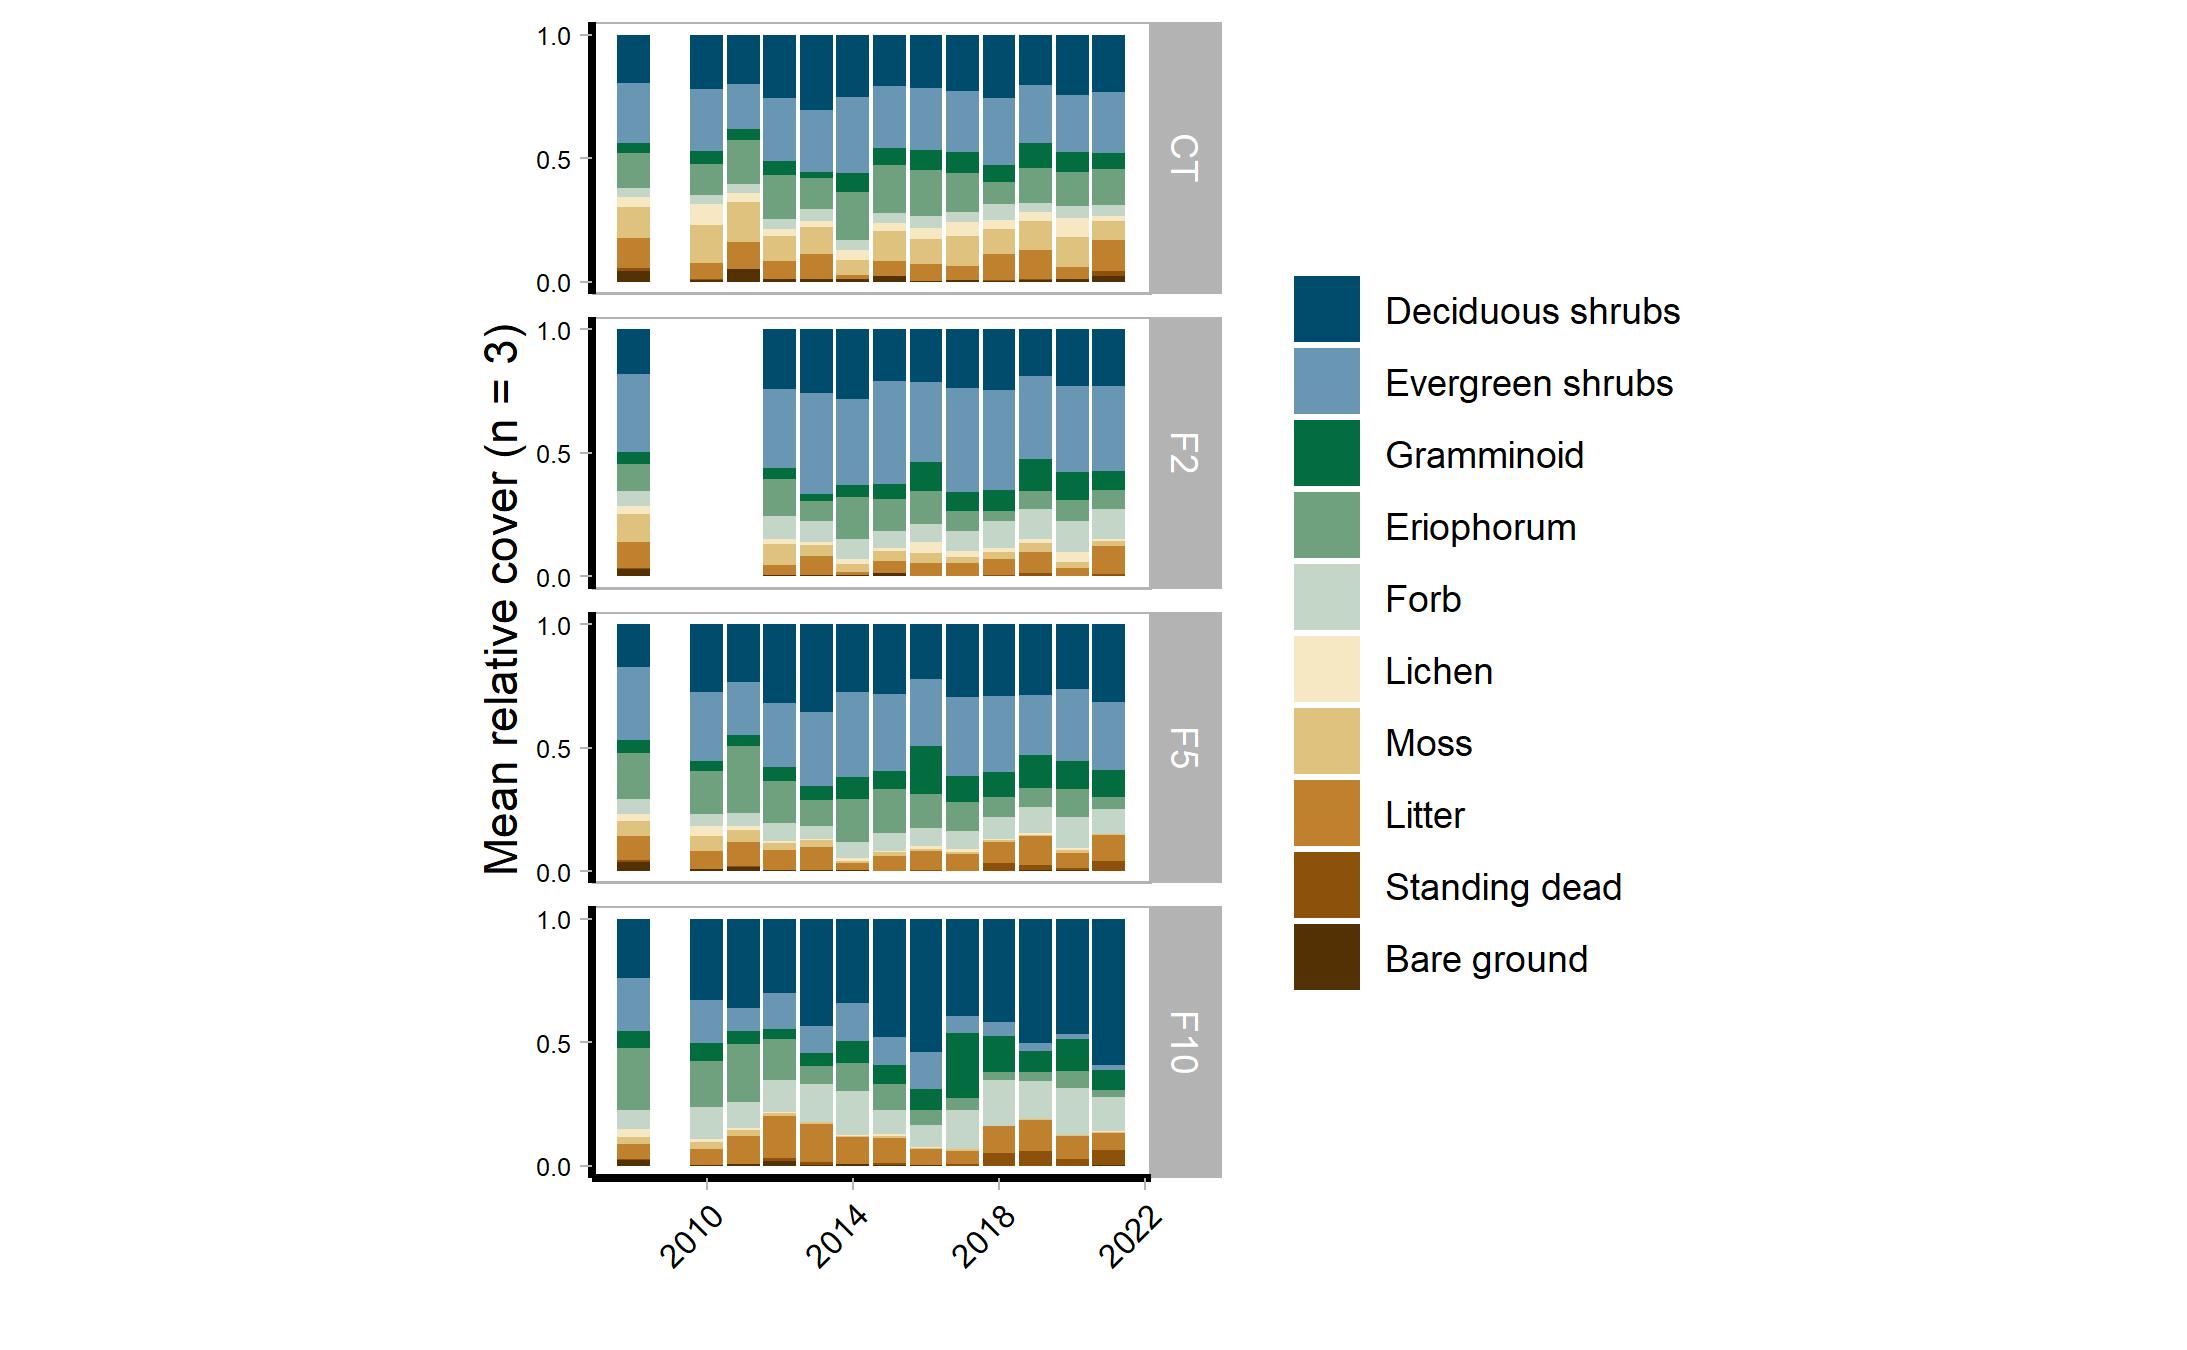 Mean relative cover (n = 3)
1.0
0.5
0.0
CT
1.0
0.5
0.0
F2
1.0
0.5
0.0
F5
1.0
0.5
0.0
F10
2010
2014
2018
2022
Deciduous shrubs
Evergreen shrubs
Gramminoid
Eriophorum
Forb
Lichen
Moss
Litter
Standing dead
Bare ground